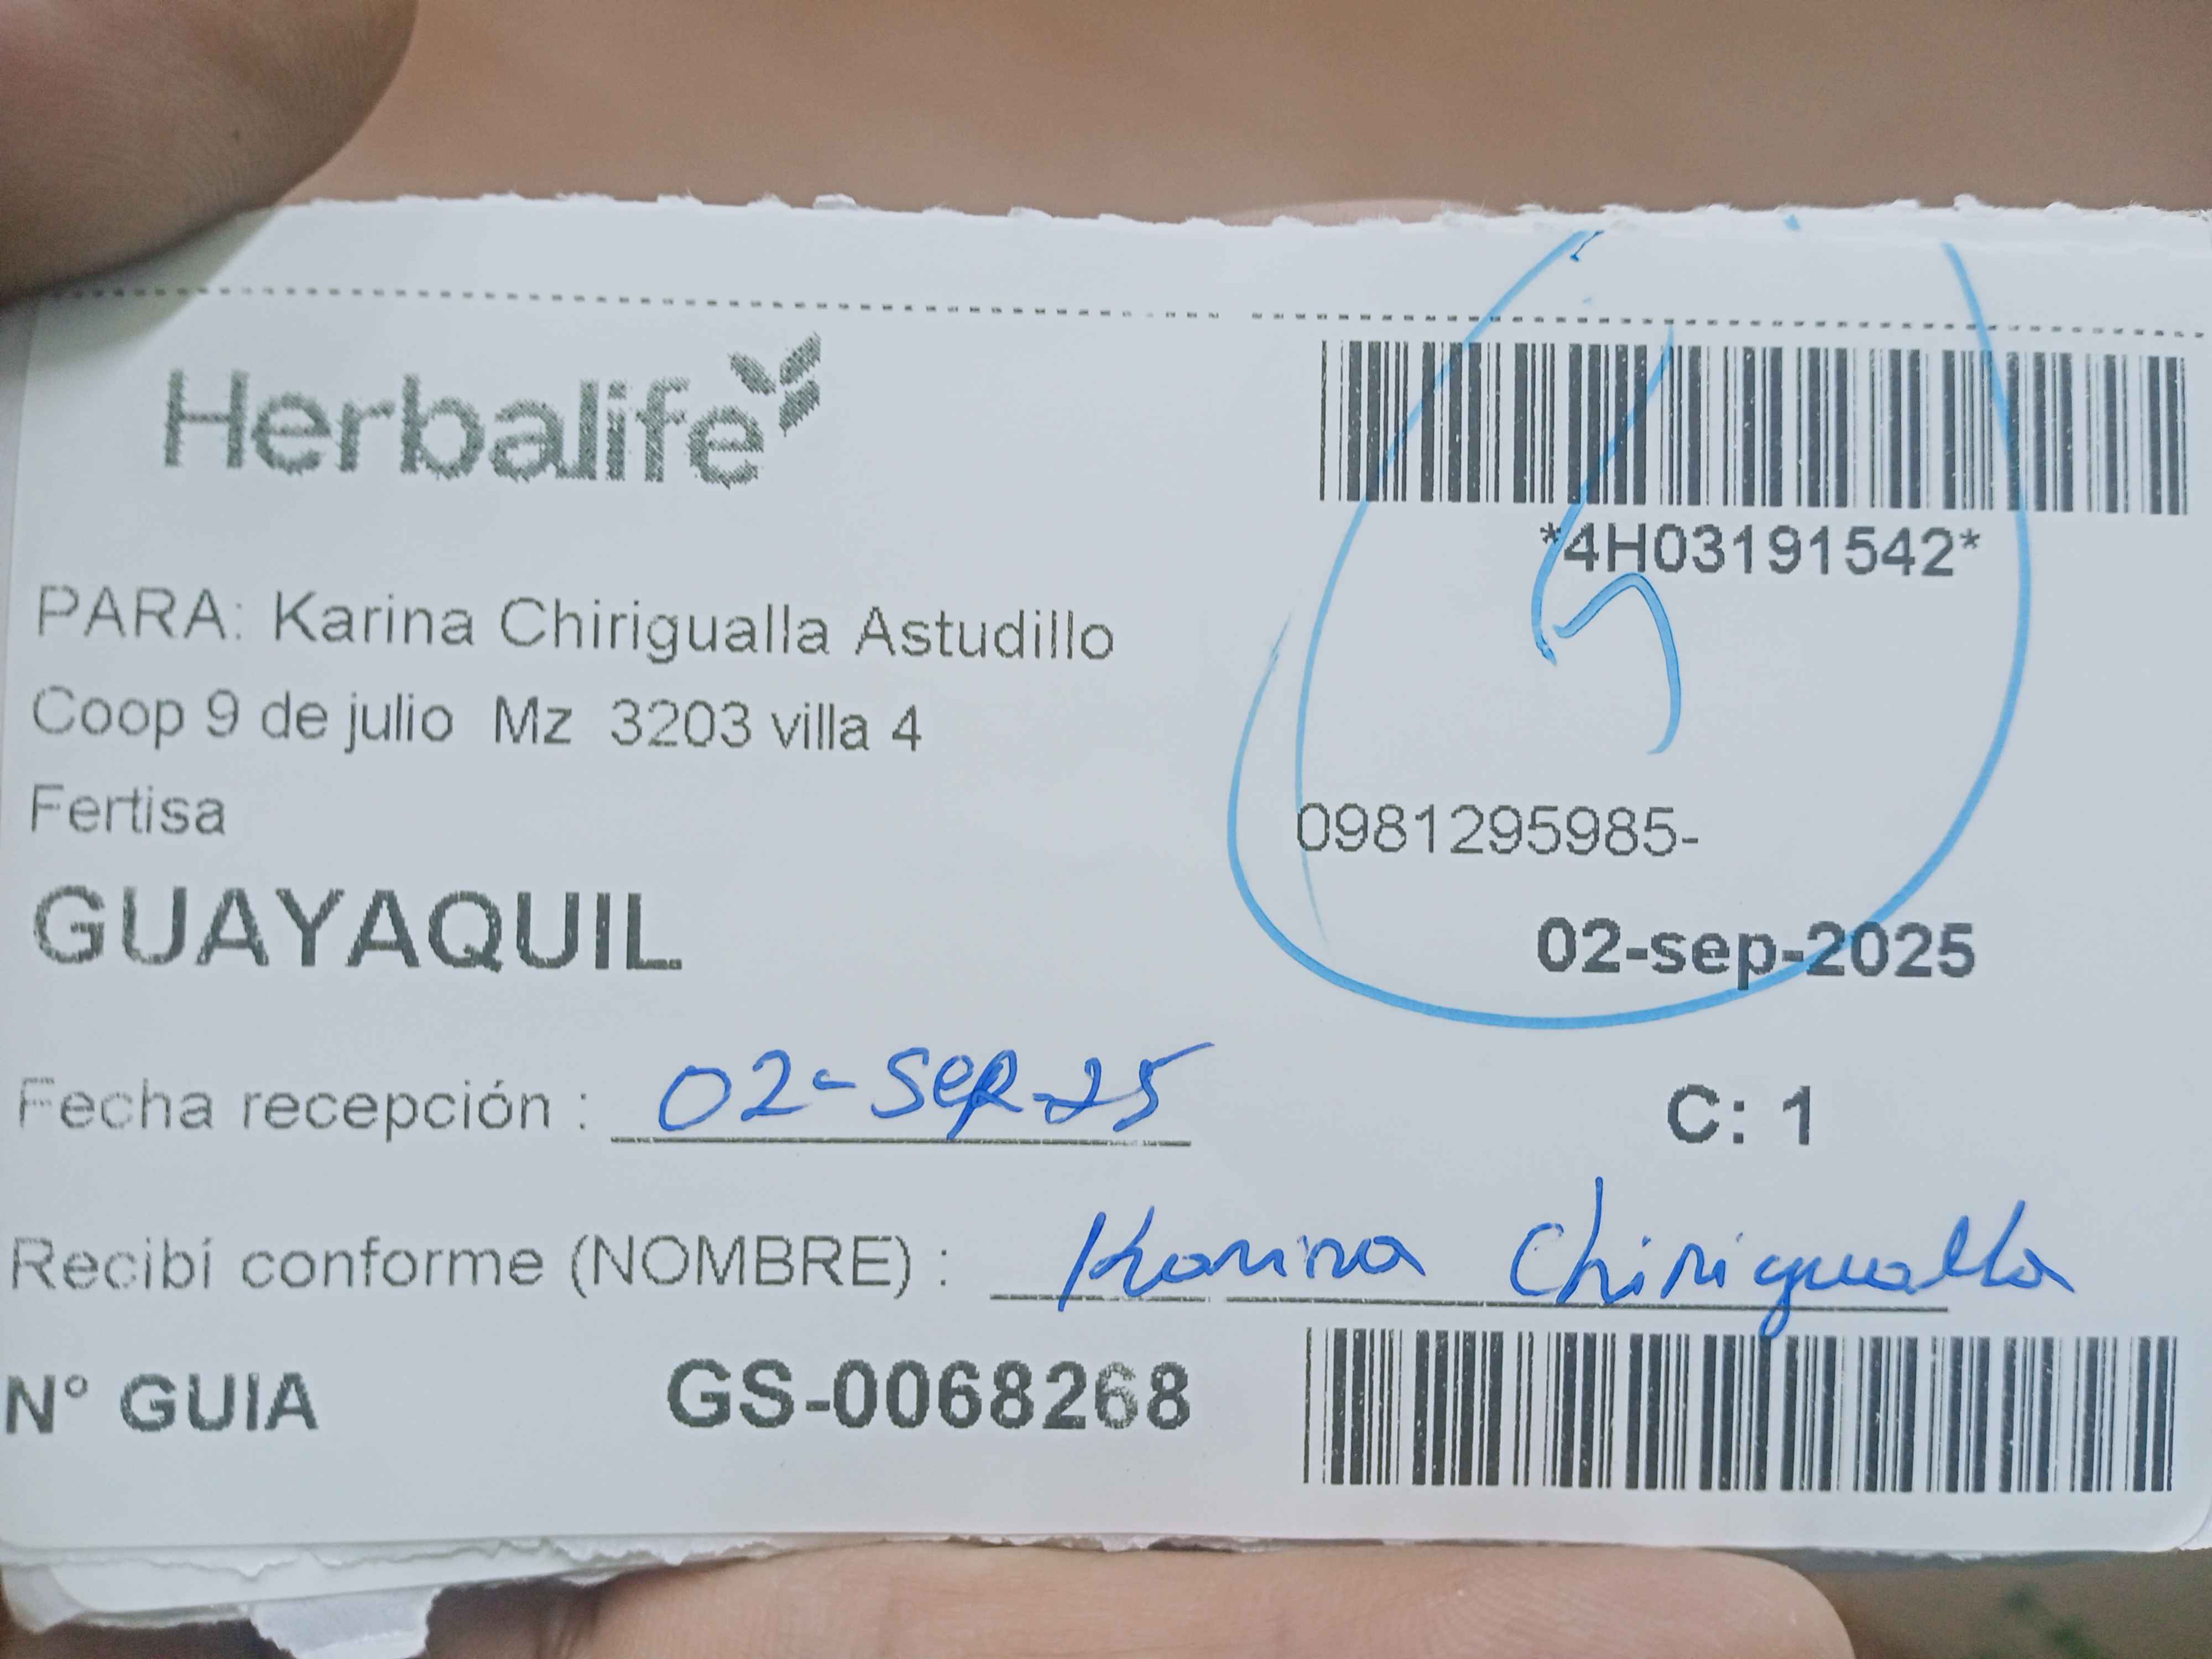 Herbalife
*4H03191542*
PARA: Karina Chirigualla Astudillo
Coop 9 de julio Mz 3203 villa 4
Fertisa
0981295985-
GUAYAQUIL
02-sep-2025
Fecha recepción : 02-Sep-25
C: 1
Recibí conforme (NOMBRE) : Karina Chirigualla
N° GUIA GS-0068268